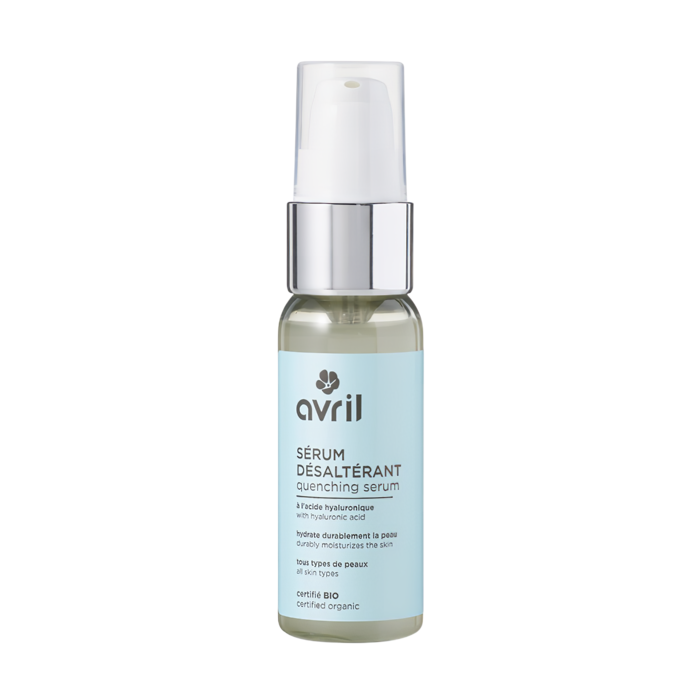 avril
SÉRUM
DÉSALTÉRANT
quenching serum
à l'acide hyaluronique
with hyaluronic acid
hydrate durablement la peau
durably moisturizes the skin
tous types de peaux
all skin types
certifié BIO
certified organic